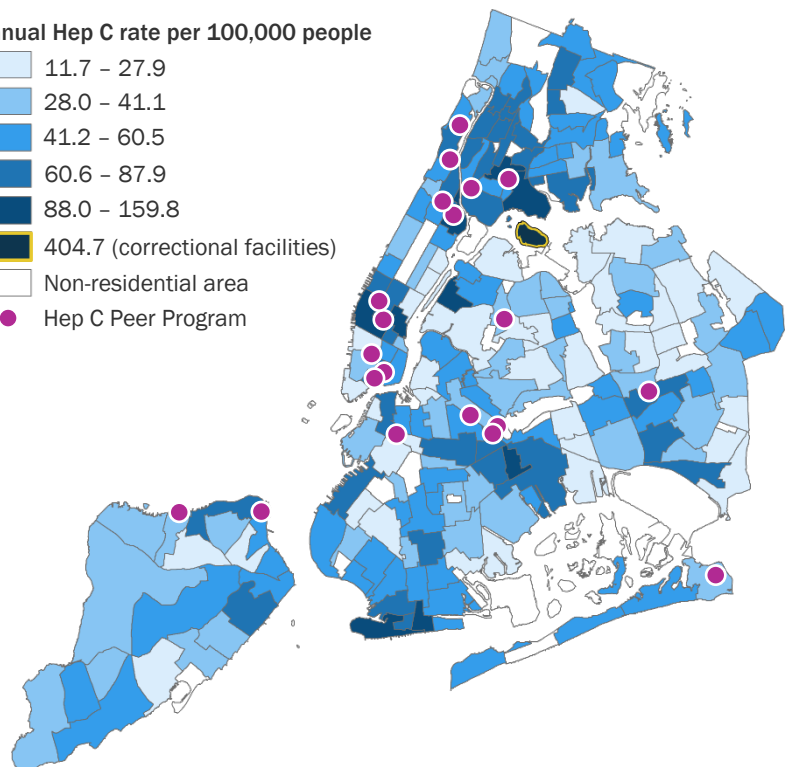 nnual Hep C rate per 100,000 people
11.7 – 27.9
28.0 – 41.1
41.2 – 60.5
60.6 – 87.9
88.0 – 159.8
404.7 (correctional facilities)
Non-residential area
Hep C Peer Program